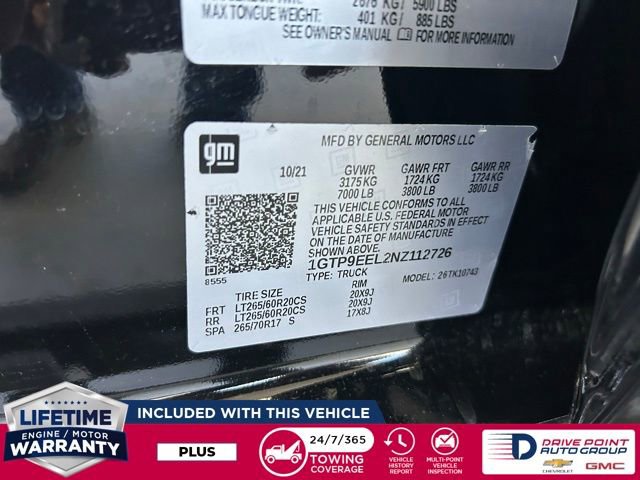 2676 KG/ 5900 LBS
MAX TONGUE WEIGHT: 401 KG/ 885 LBS
SEE OWNER'S MANUAL FOR MORE INFORMATION
gm
MFD BY GENERAL MOTORS LLC
10/21 GVWR GAWR FRT GAWR RR
3175 KG 1724 KG 1724 KG
7000 LB 3800 LB 3800 LB
THIS VEHICLE CONFORMS TO ALL
APPLICABLE U.S. FEDERAL MOTOR
VEHICLE SAFETY STANDARDS IN EFFECT
ON THE DATE OF MANUFACTURE SHOWN ABOVE.
1GTP9EEL2NZ112726
8555
TYPE: TRUCK MODEL: 26TK10743
TIRE SIZE RIM
FRT LT265/60R20CS 20X9J
RR LT265/60R20CS 20X9J
SPA 265/70R17 S 17X8J
LIFETIME
ENGINE / MOTOR
WARRANTY
INCLUDED WITH THIS VEHICLE
PLUS
24/7/365
TOWING
COVERAGE
VEHICLE
HISTORY
REPORT
MULTI-POINT
VEHICLE
INSPECTION
D
DRIVE POINT
AUTO GROUP
CHEVROLET GMC